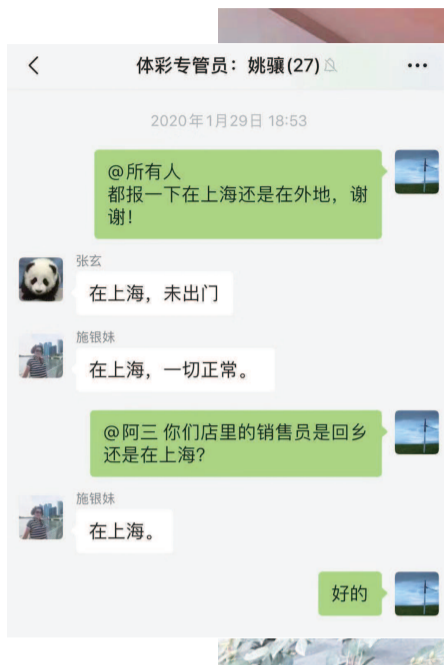 体彩专管员：姚骧(27)
2020年1月29日 18:53
@所有人
都报一下在上海还是在外地，谢
谢！
张玄
在上海，未出门
施银妹
在上海，一切正常。
@阿三 你们店里的销售员是回乡
还是在上海？
施银妹
在上海。
好的